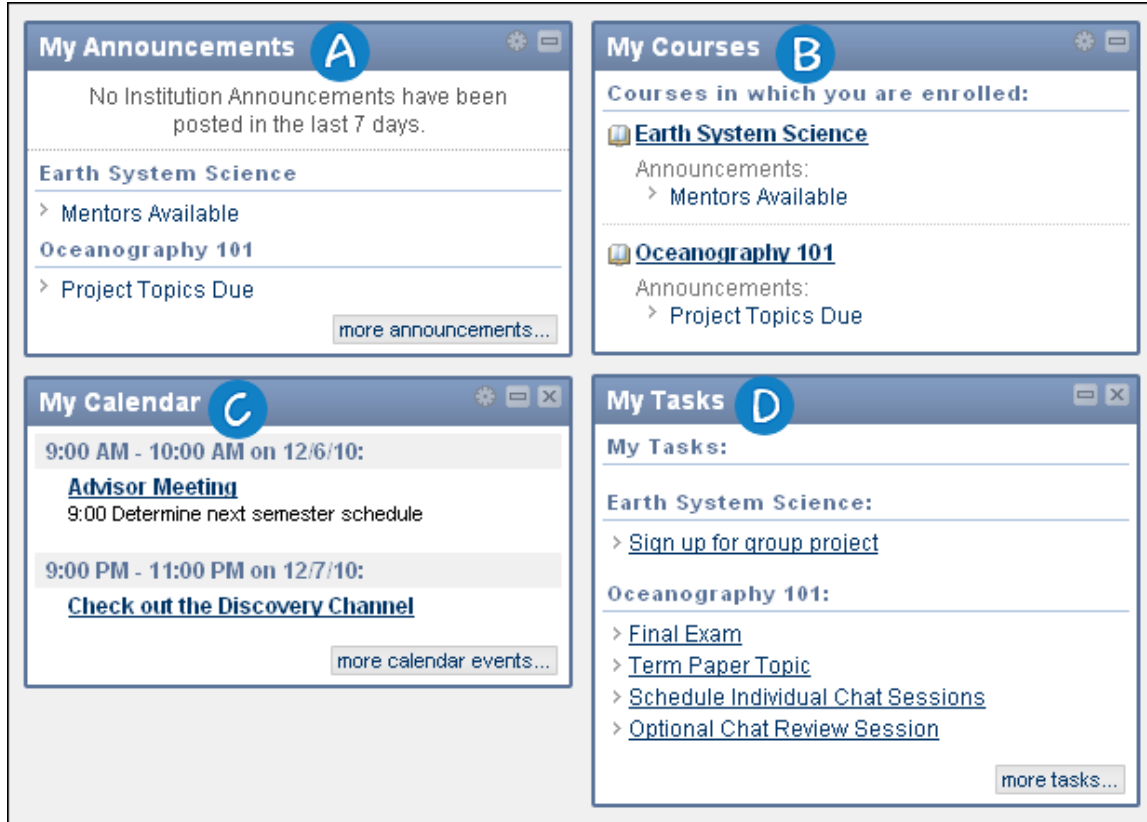 My Announcements A
No Institution Announcements have been
posted in the last 7 days.
Earth System Science
Mentors Available
Oceanography 101
Project Topics Due
more announcements...
My Courses B
Courses in which you are enrolled:
Earth System Science
Announcements:
Mentors Available
Oceanography 101
Announcements:
Project Topics Due
My Calendar C
9:00 AM - 10:00 AM on 12/6/10:
Advisor Meeting
9:00 Determine next semester schedule
9:00 PM - 11:00 PM on 12/7/10:
Check out the Discovery Channel
more calendar events...
My Tasks D
My Tasks:
Earth System Science:
Sign up for group project
Oceanography 101:
Final Exam
Term Paper Topic
Schedule Individual Chat Sessions
Optional Chat Review Session
more tasks...